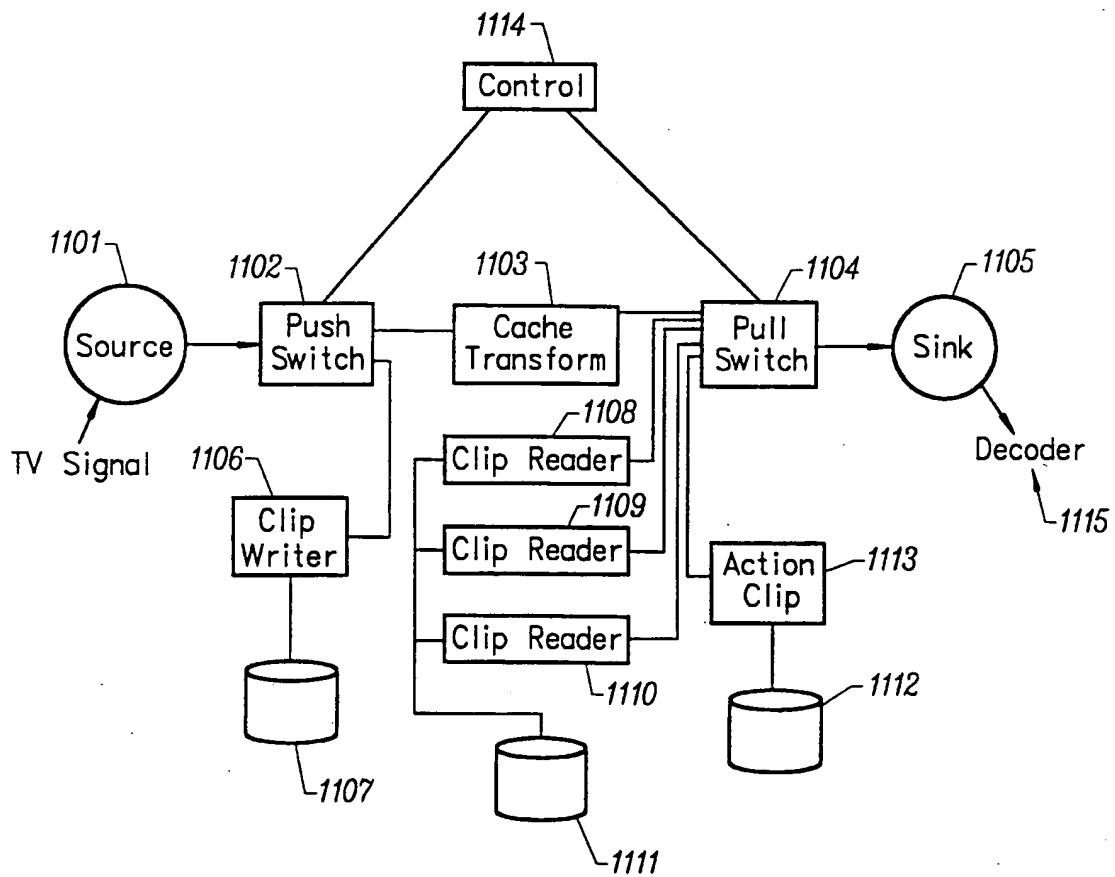 1114
Control
1101
1102
1103
1104
1105
Source
Push
Switch
Cache
Transform
Pull
Switch
Sink
TV Signal
1106
Clip
Writer
1108
Clip Reader
1109
Clip Reader
Clip Reader
1110
Decoder
1115
Action
Clip
1113
1107
1111
1112